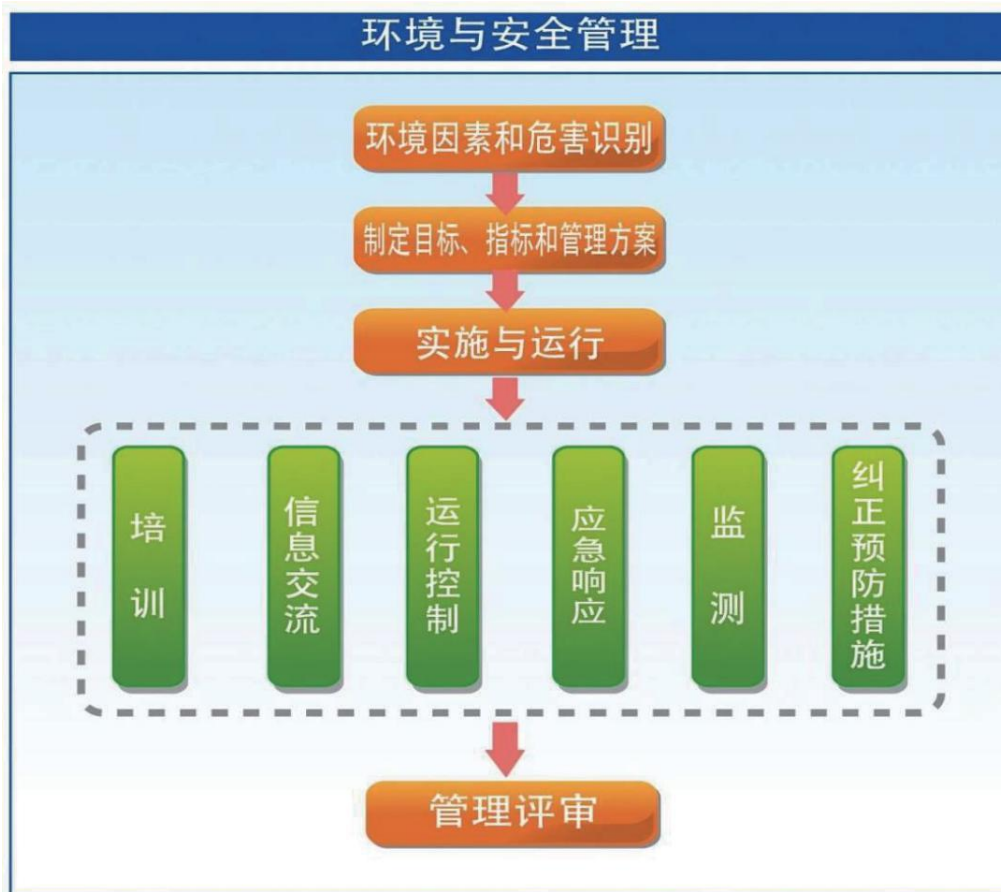 环境与安全管理
环境因素和危害识别
制定目标、指标和管理方案
实施与运行
培训
信息交流
运行控制
应急响应
监测
纠正预防措施
管理评审